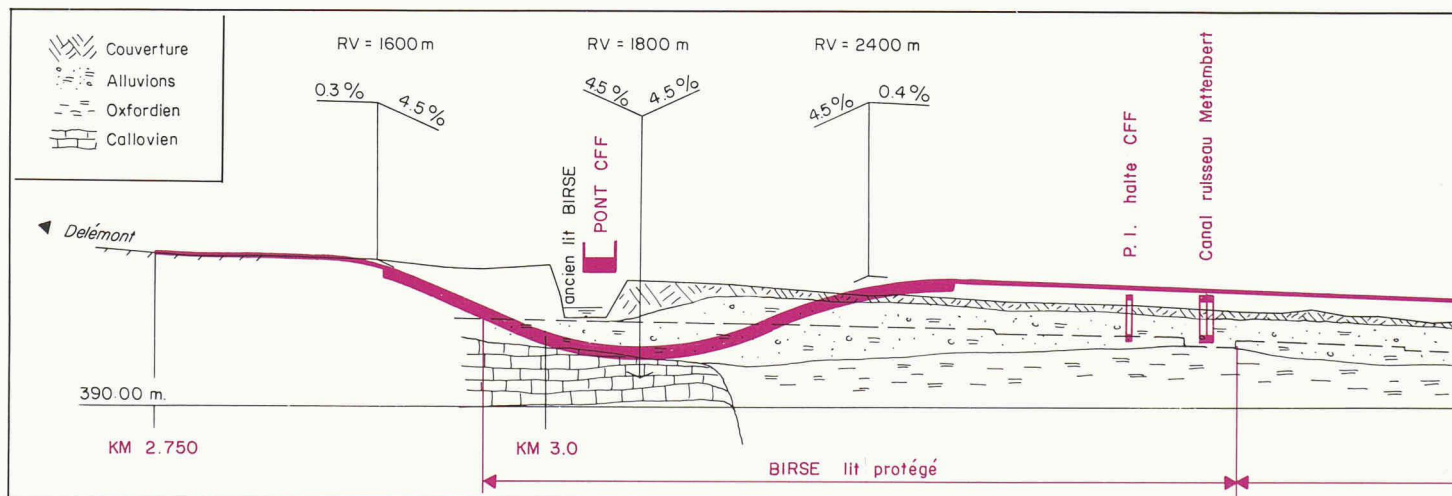 Couverture
Alluvions
Oxfordien
Callovien
RV = 1600 m
RV = 1800 m
RV = 2400 m
0.3 %
4.5 %
4.5 %
4.5 %
4.5 %
0.4 %
ancien lit BIRSE
PONT CFF
P. I. halte CFF
Canal ruisseau Mettembert
Delémont
390.00 m.
KM 2.750
KM 3.0
BIRSE lit protégé